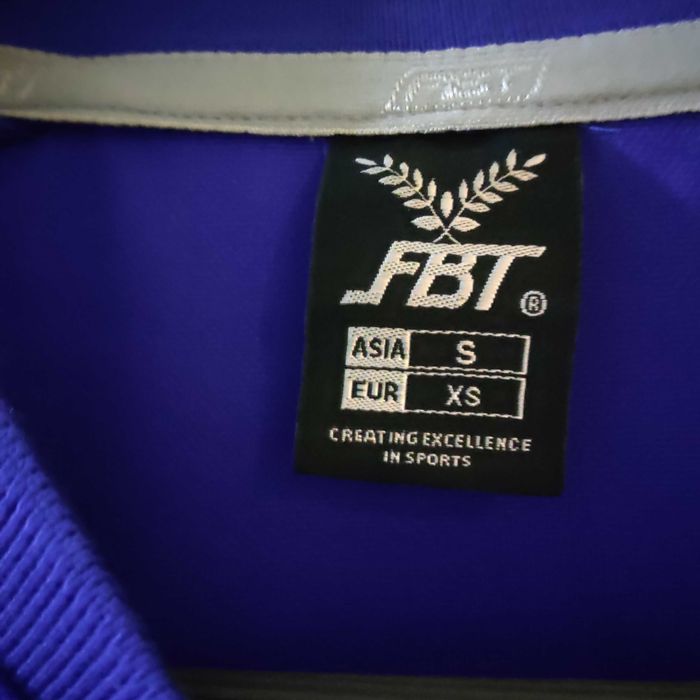 FBT®
ASIA S
EUR XS
CREATING EXCELLENCE
IN SPORTS